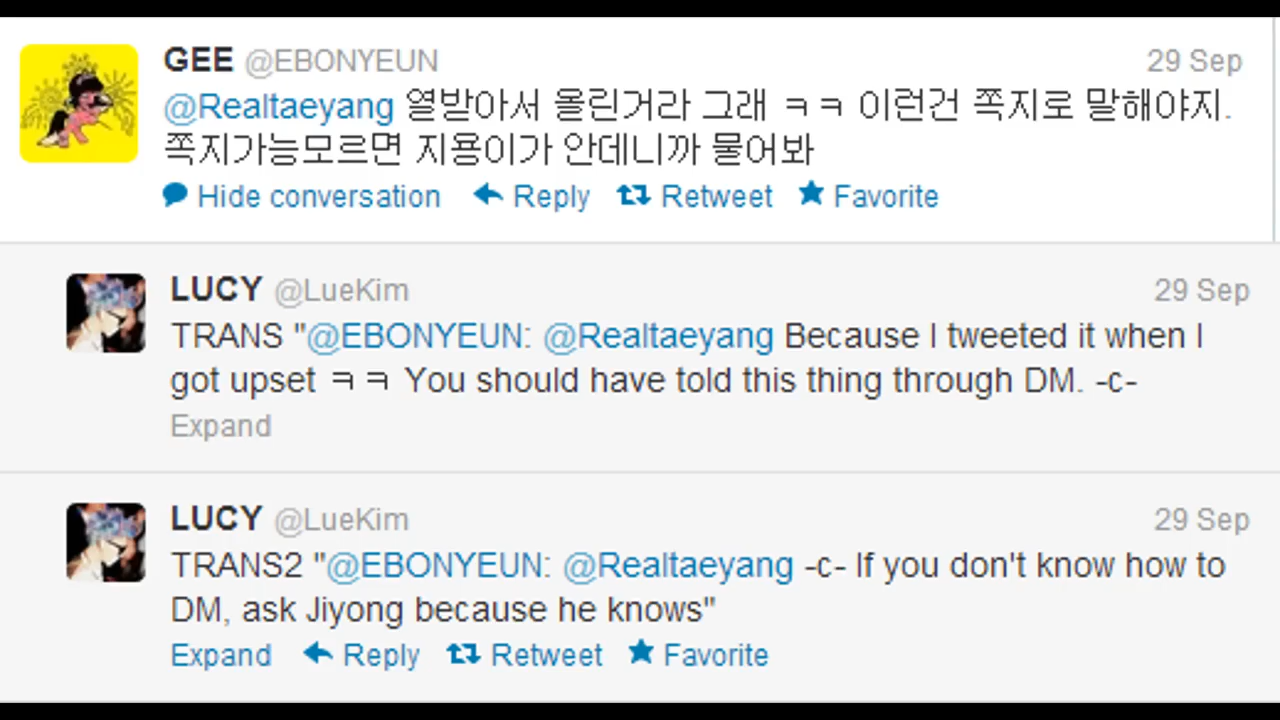 GEE @EBONYEUN 29 Sep
@Realtaeyang 열받아서 올린거라 그래 ㅋㅋ 이런건 쪽지로 말해야지.
쪽지가능모르면 지용이가 안데니까 물어봐
Hide conversation Reply Retweet Favorite
LUCY @LueKim 29 Sep
TRANS "@EBONYEUN: @Realtaeyang Because I tweeted it when I
got upset ㅋㅋ You should have told this thing through DM. -c-
Expand
LUCY @LueKim 29 Sep
TRANS2 "@EBONYEUN: @Realtaeyang -c- If you don't know how to
DM, ask Jiyong because he knows"
Expand Reply Retweet Favorite